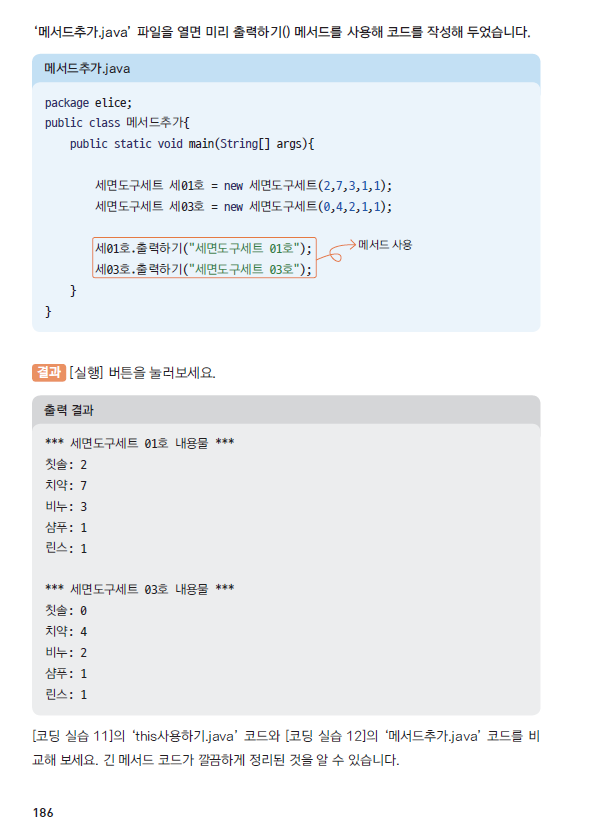 ‘메서드추가.java’ 파일을 열면 미리 출력하기() 메서드를 사용해 코드를 작성해 두었습니다.
메서드추가.java
package elice;
public class 메서드추가{
public static void main(String[] args){
세면도구세트 세01호 = new 세면도구세트(2,7,3,1,1);
세면도구세트 세03호 = new 세면도구세트(0,4,2,1,1);
세01호.출력하기("세면도구세트 01호");
메서드 사용
세03호.출력하기("세면도구세트 03호");
}
}
결과 [실행] 버튼을 눌러보세요.
출력 결과
*** 세면도구세트 01호 내용물 ***
칫솔: 2
치약: 7
비누: 3
샴푸: 1
린스: 1
*** 세면도구세트 03호 내용물 ***
칫솔: 0
치약: 4
비누: 2
샴푸: 1
린스: 1
[코딩 실습 11]의 ‘this사용하기.java’ 코드와 [코딩 실습 12]의 ‘메서드추가.java’ 코드를 비
교해 보세요. 긴 메서드 코드가 깔끔하게 정리된 것을 알 수 있습니다.
186